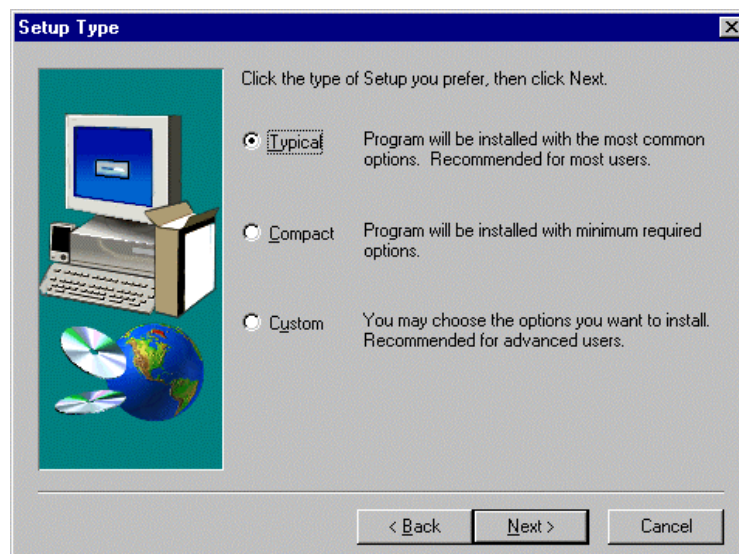 Setup Type
Click the type of Setup you prefer, then click Next.
Typical
Program will be installed with the most common
options.  Recommended for most users.
Compact
Program will be installed with minimum required
options.
Custom
You may choose the options you want to install.
Recommended for advanced users.
< Back
Next >
Cancel